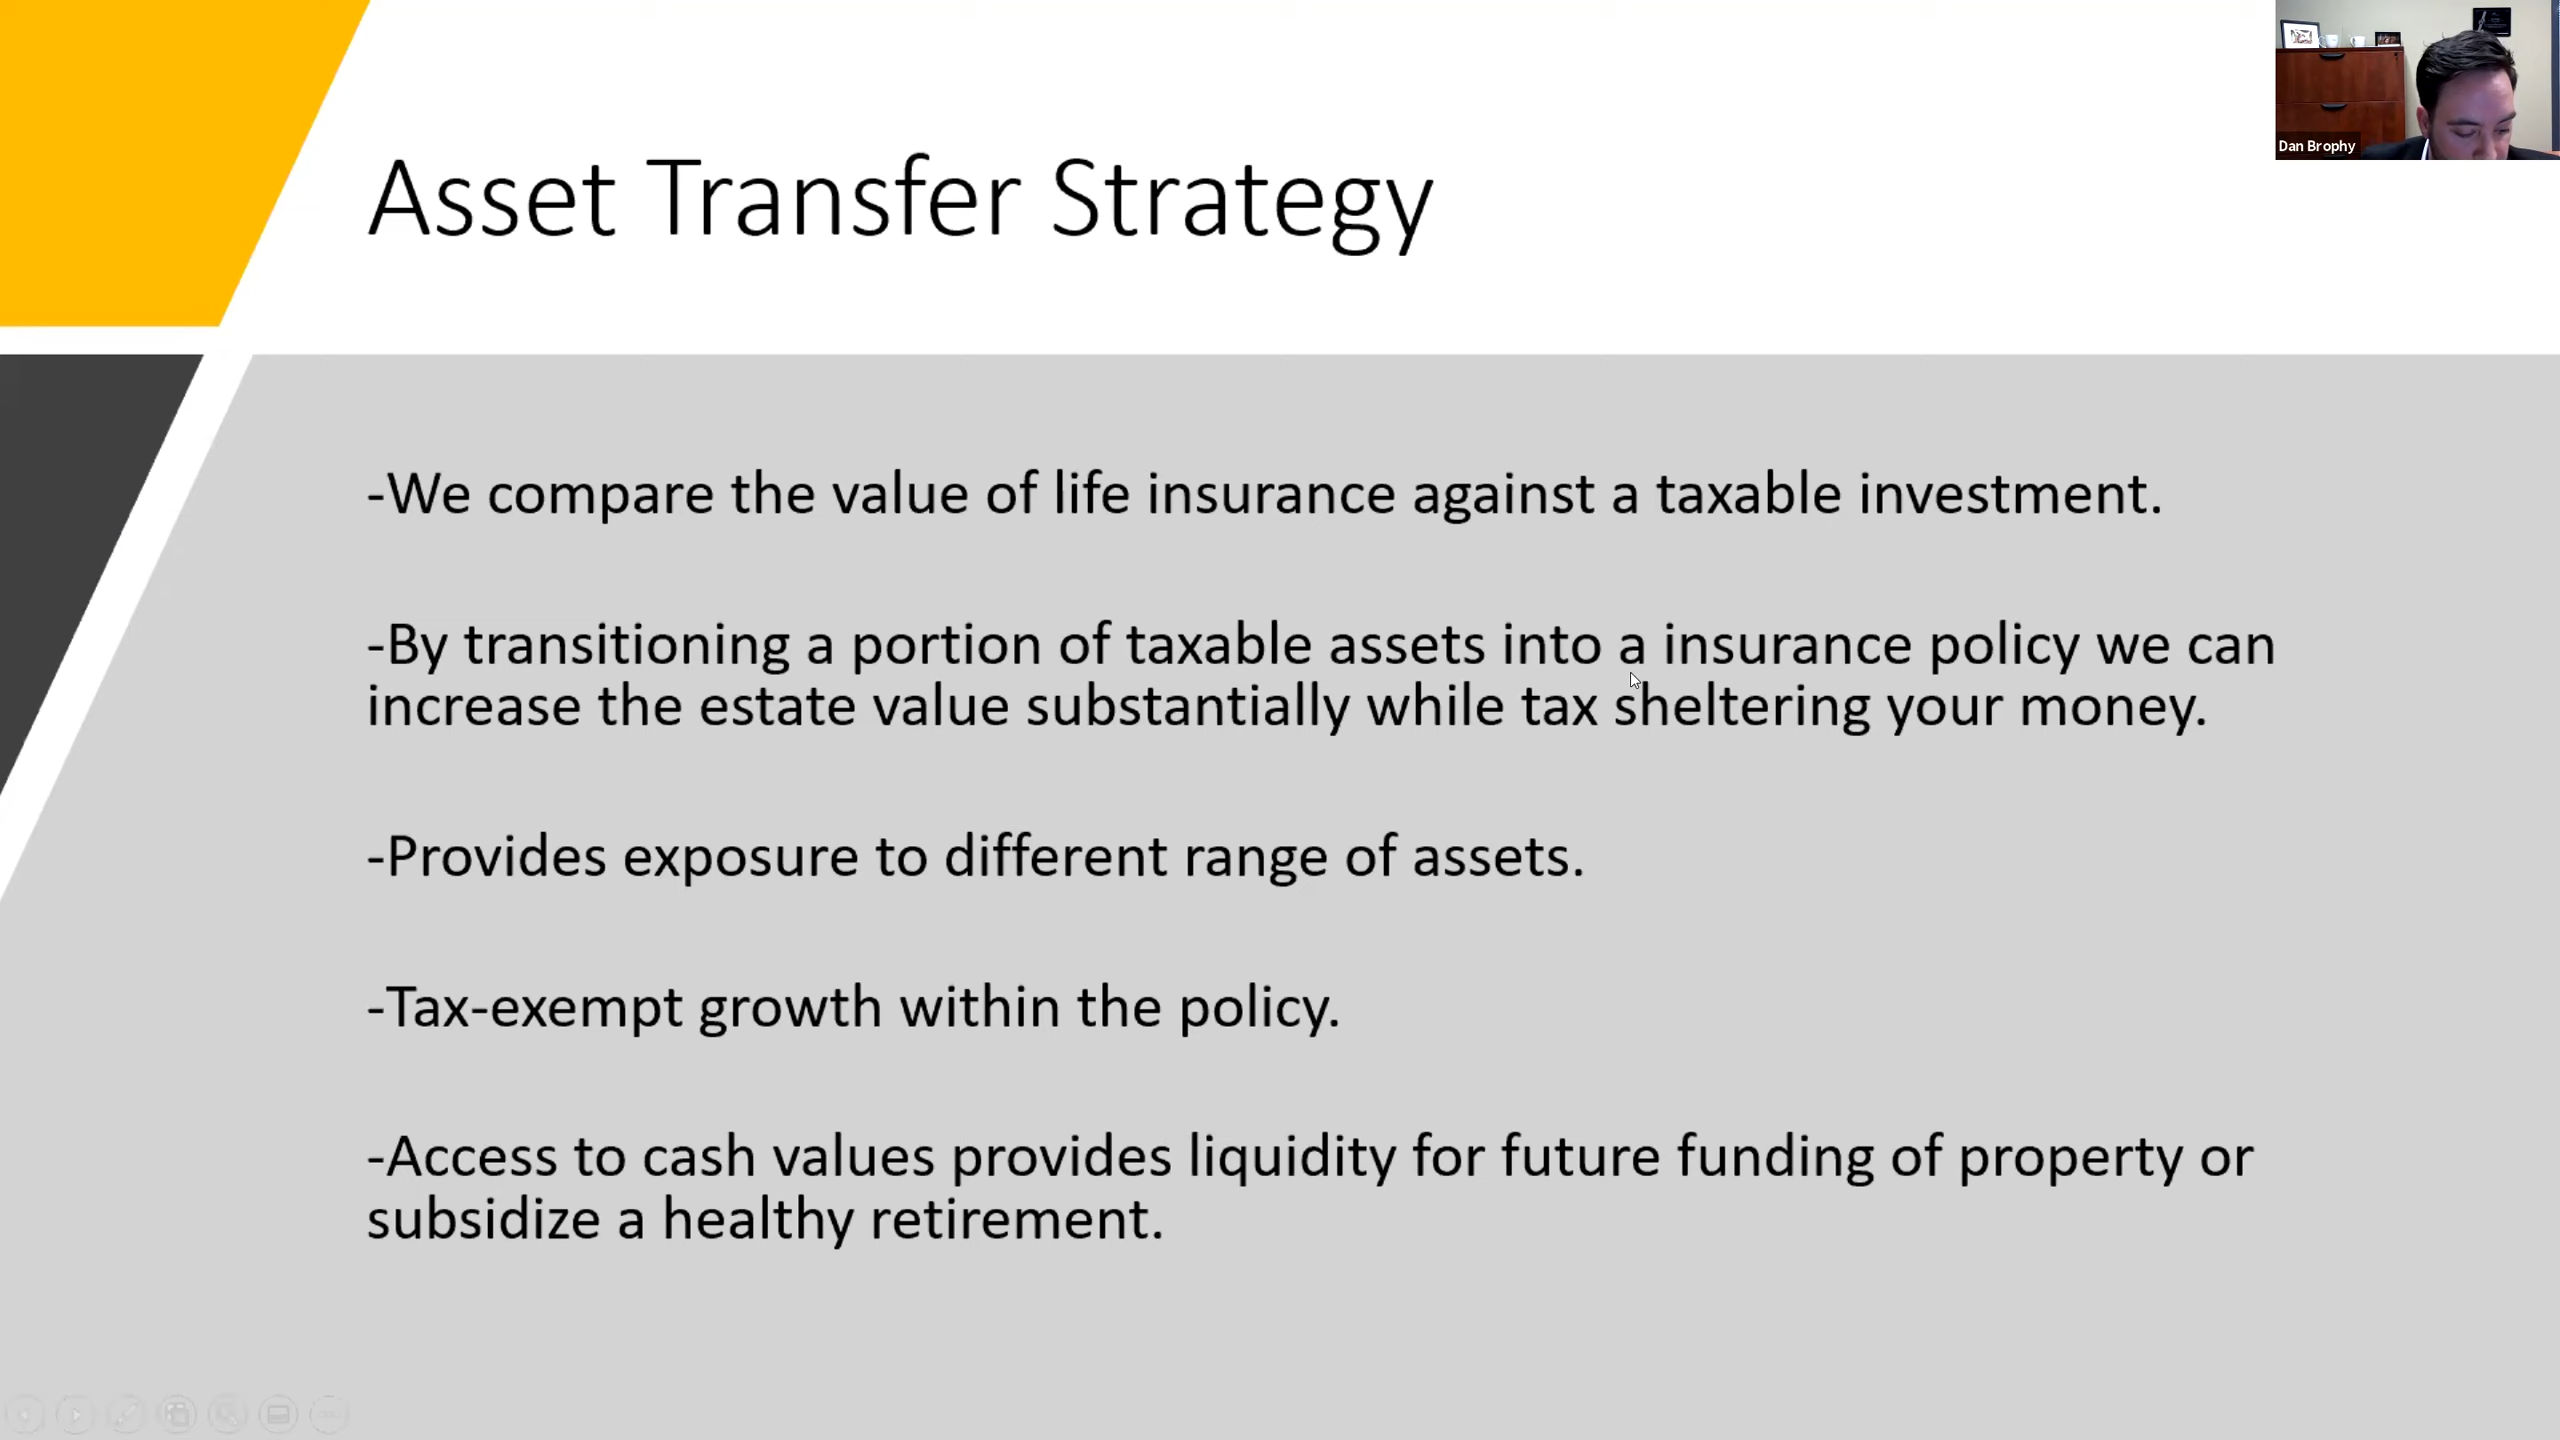 Dan Brophy
Asset Transfer Strategy
-We compare the value of life insurance against a taxable investment.
-By transitioning a portion of taxable assets into a insurance policy we can
increase the estate value substantially while tax sheltering your money.
-Provides exposure to different range of assets.
-Tax-exempt growth within the policy.
-Access to cash values provides liquidity for future funding of property or
subsidize a healthy retirement.